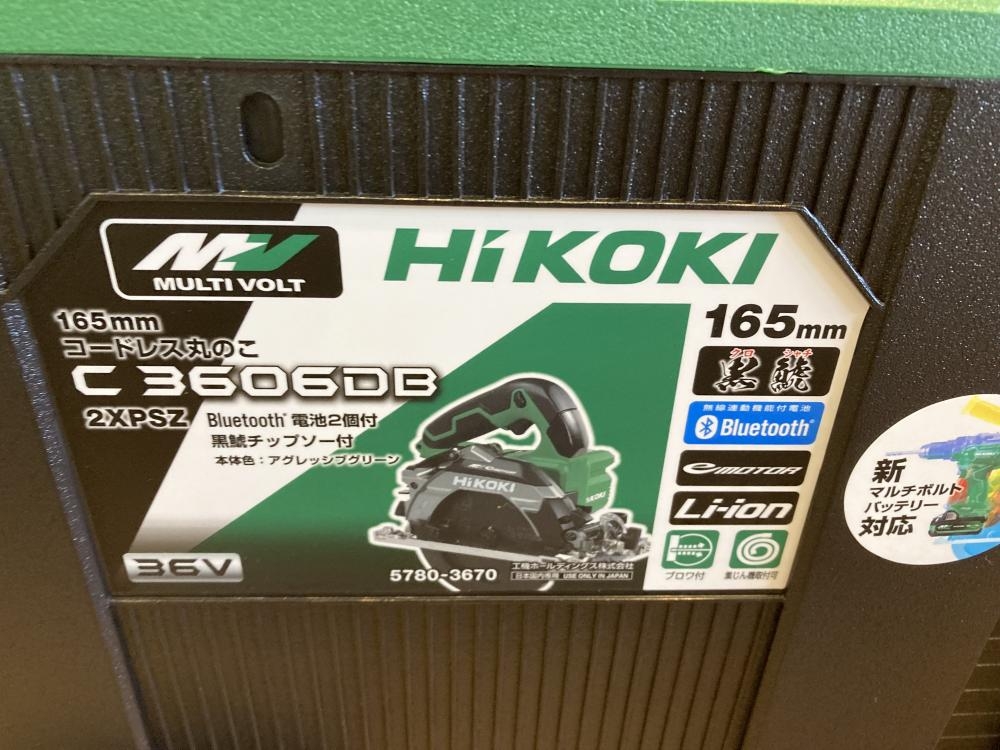 MV
MULTI VOLT
HiKOKI
165mm
コードレス丸のこ
C 3606DB
2XPSZ
Bluetooth® 電池2個付
黒鯱チップソー付
本体色：アグレッシブグリーン
36V
165mm
クロ シャチ
黒鯱
無線連動機能付電池
Bluetooth®
e-MOTOR
Li-ion
ブロワ付
集じん機取付可
HiKOKI
HiKOKI
5780-3670
工機ホールディングス株式会社
日本国内専用 USE ONLY IN JAPAN
新
マルチボルト
バッテリー
対応